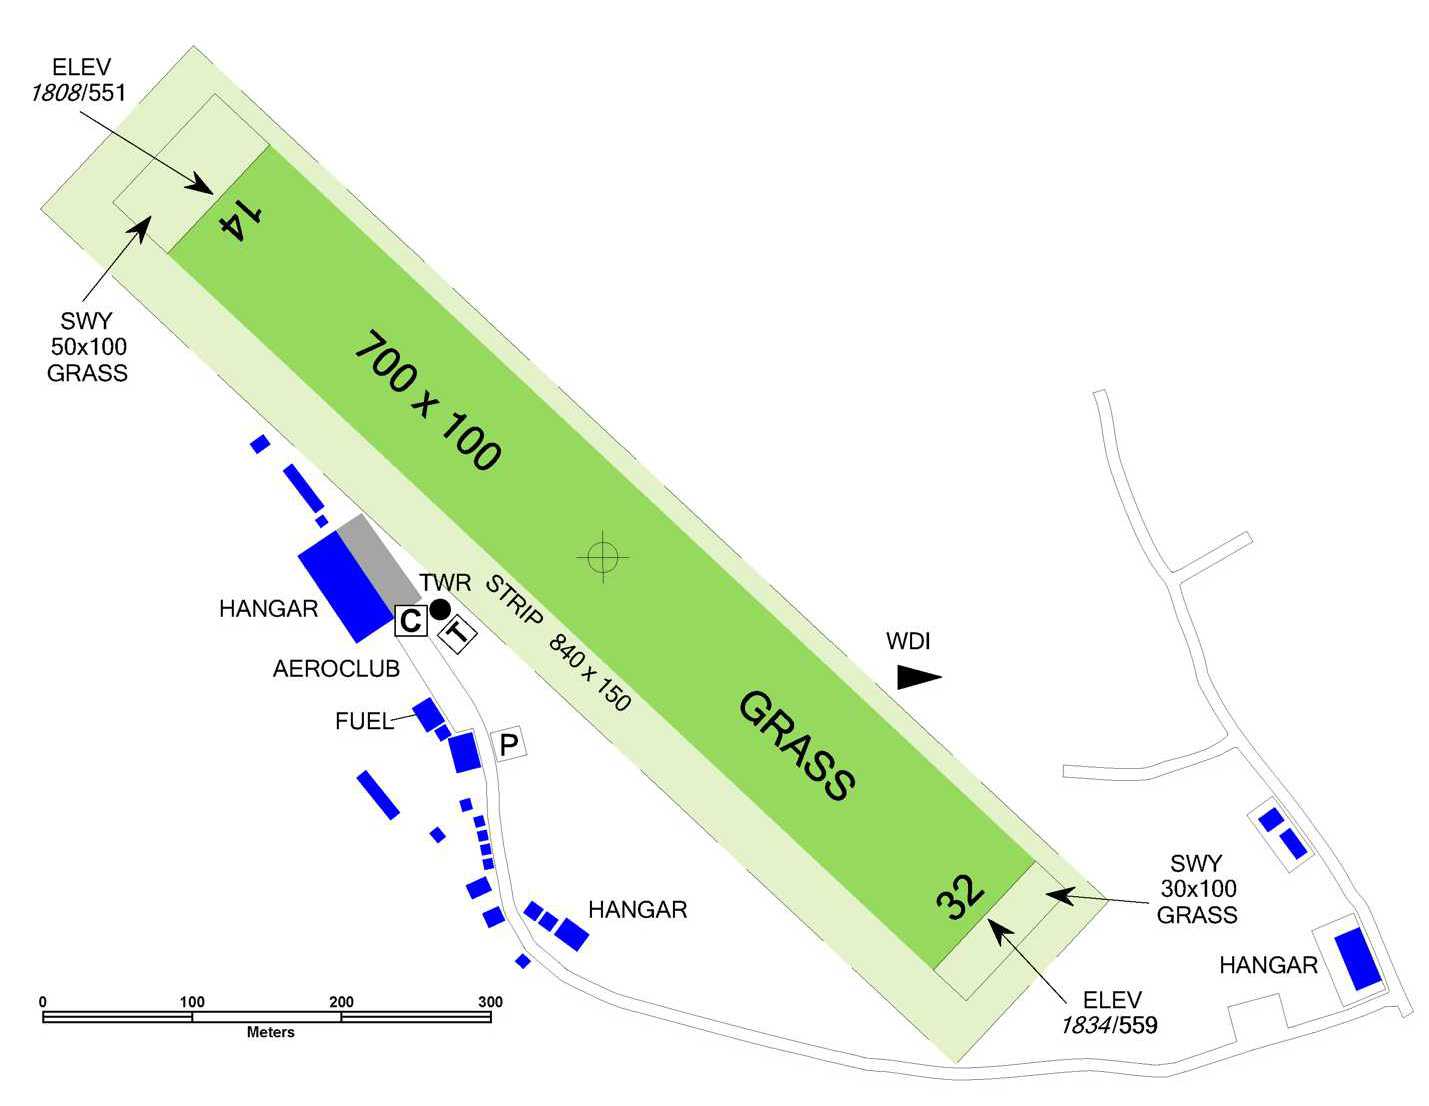 ELEV
1808/551
14
SWY
50x100
GRASS
700 x 100
TWR
STRIP 840 x 150
HANGAR
C
T
WDI
AEROCLUB
GRASS
FUEL
P
32
SWY
30x100
GRASS
HANGAR
HANGAR
ELEV
1834/559
0 100 200 300
Meters